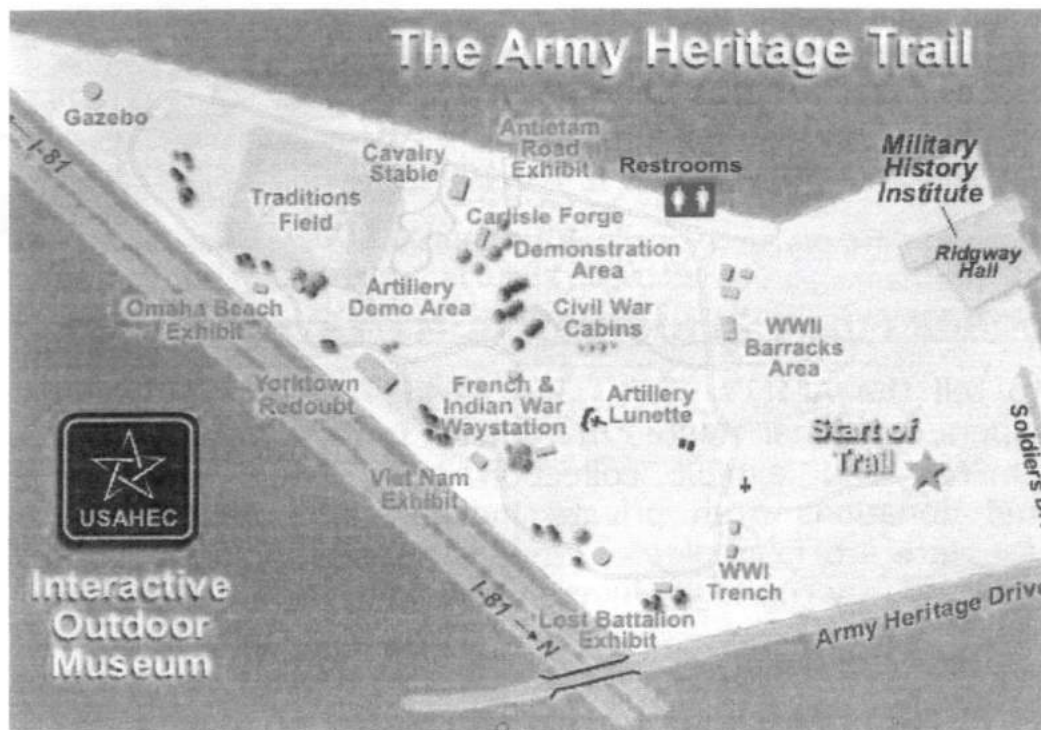 The Army Heritage Trail
Gazebo
I-81
Traditions
Field
Cavalry
Stable
Antietam
Road
Exhibit
Restrooms
Military
History
Institute
Ridgway
Hall
Carlisle Forge
Demonstration
Area
Artillery
Demo Area
Civil War
Cabins
Omaha Beach
Exhibit
WWII
Barracks
Area
Yorktown
Redoubt
French &
Indian War
Waystation
Artillery
Lunette
Start of
Trail
Soldier's
USAHEC
Viet Nam
Exhibit
Interactive
Outdoor
Museum
I-81 → N
WWI
Trench
Lost Battalion
Exhibit
Army Heritage Drive